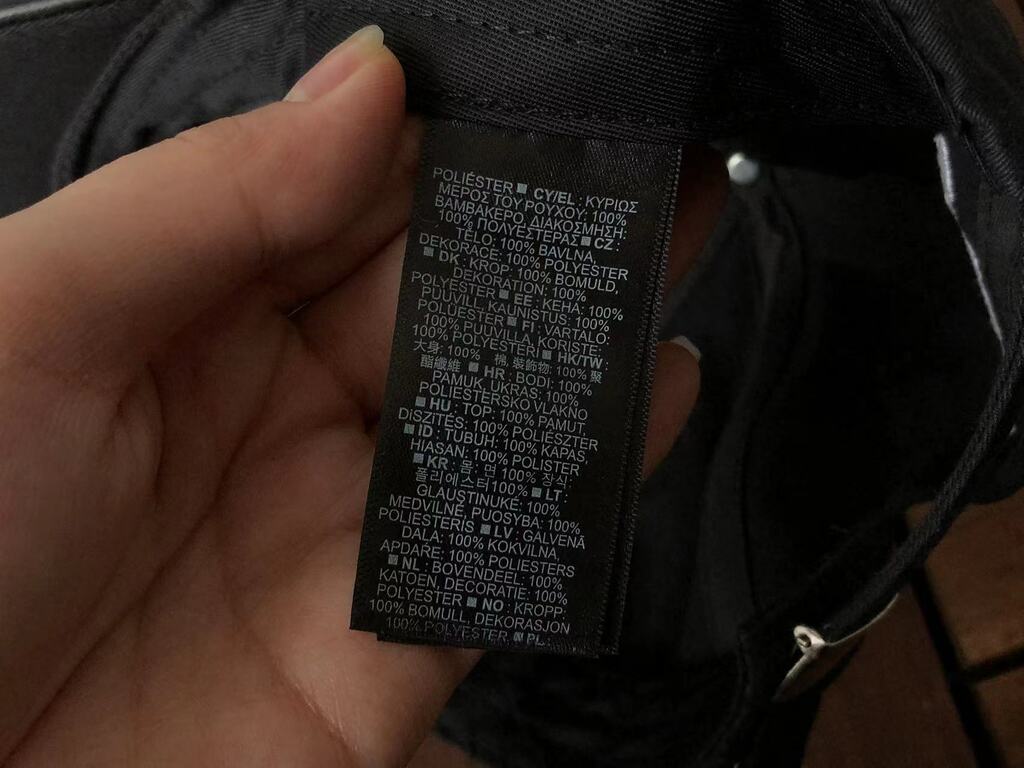 POLIÉSTER ■ CY/EL : ΚΥΡΙΩΣ
ΜΕΡΟΣ ΤΟΥ ΡΟΥΧΟΥ: 100%
ΒΑΜΒΑΚΕΡΟ, ΔΙΑΚΟΣΜΗΣΗ:
100% ΠΟΛΥΕΣΤΕΡΑΣ ■ CZ :
TĚLO: 100% BAVLNA,
DEKORACE: 100% POLYESTER
■ DK : KROP: 100% BOMULD,
DEKORATION: 100%
POLYESTER ■ EE : KEHA: 100%
PUUVILL, KAUNISTUS: 100%
POLÜESTER ■ FI : VARTALO:
100% PUUVILLA, KORISTE:
100% POLYESTERI ■ HK/TW :
大身: 100% 棉, 裝飾物: 100% 聚
酯纖維 ■ HR : BODI: 100%
PAMUK, UKRAS: 100%
POLIESTERSKO VLAKNO
■ HU : TOP: 100% PAMUT,
DÍSZÍTÉS: 100% POLIÉSZTER
■ ID : TUBUH: 100% KAPAS,
HIASAN: 100% POLISTER
■ KR : 몸 : 면 100% 장식 :
폴리에스터100% ■ LT :
GLAUSTINUKĖ: 100%
MEDVILNĖ, PUOŠYBA: 100%
POLIESTERIS ■ LV : GALVENĀ
DAĻA: 100% KOKVILNA,
APDARE: 100% POLIESTERS
■ NL : BOVENDEEL: 100%
KATOEN, DECORATIE: 100%
POLYESTER ■ NO : KROPP:
100% BOMULL, DEKORASJON
100% POLYESTER ■ PL :